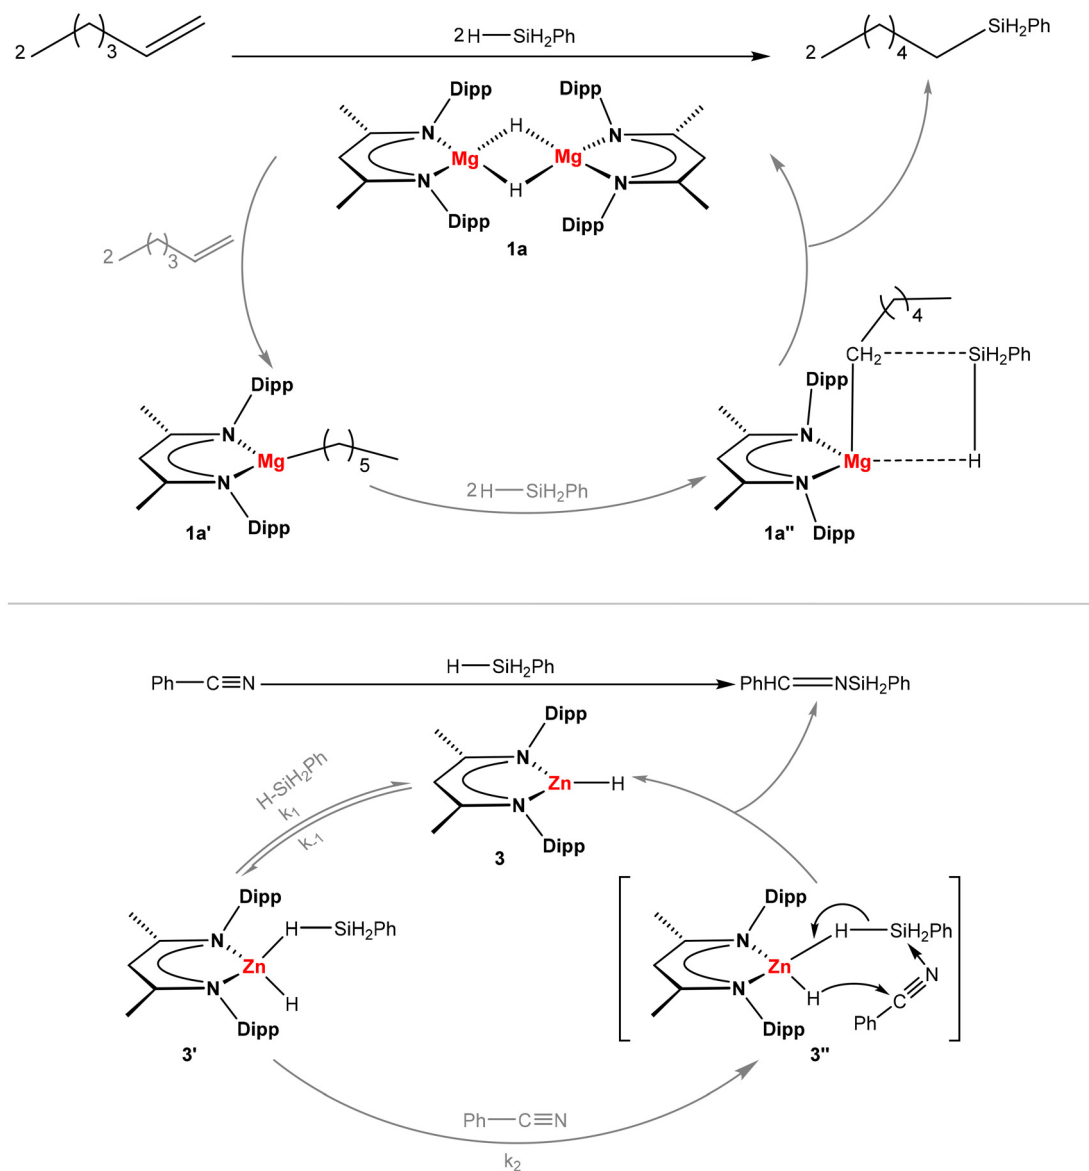 2 ( )3
2 H—SiH2Ph
2 ( )4 SiH2Ph
Dipp Dipp
N H N
Mg Mg
N H N
Dipp Dipp
1a
2 ( )3
( )4
CH2 SiH2Ph
Dipp
N
Mg H
N
Dipp
1a''
Dipp
N
Mg ( )5
N
Dipp
1a'
2 H—SiH2Ph
H—SiH2Ph
Ph—C≡N
PhHC=NSiH2Ph
Dipp
N
Zn—H
N
Dipp
3
H-SiH2Ph
k1
k-1
Dipp
N H—SiH2Ph
Zn
N H
Dipp
3'
Dipp
N H—SiH2Ph
Zn
N H Ph C≡N
Dipp
3''
Ph—C≡N
k2